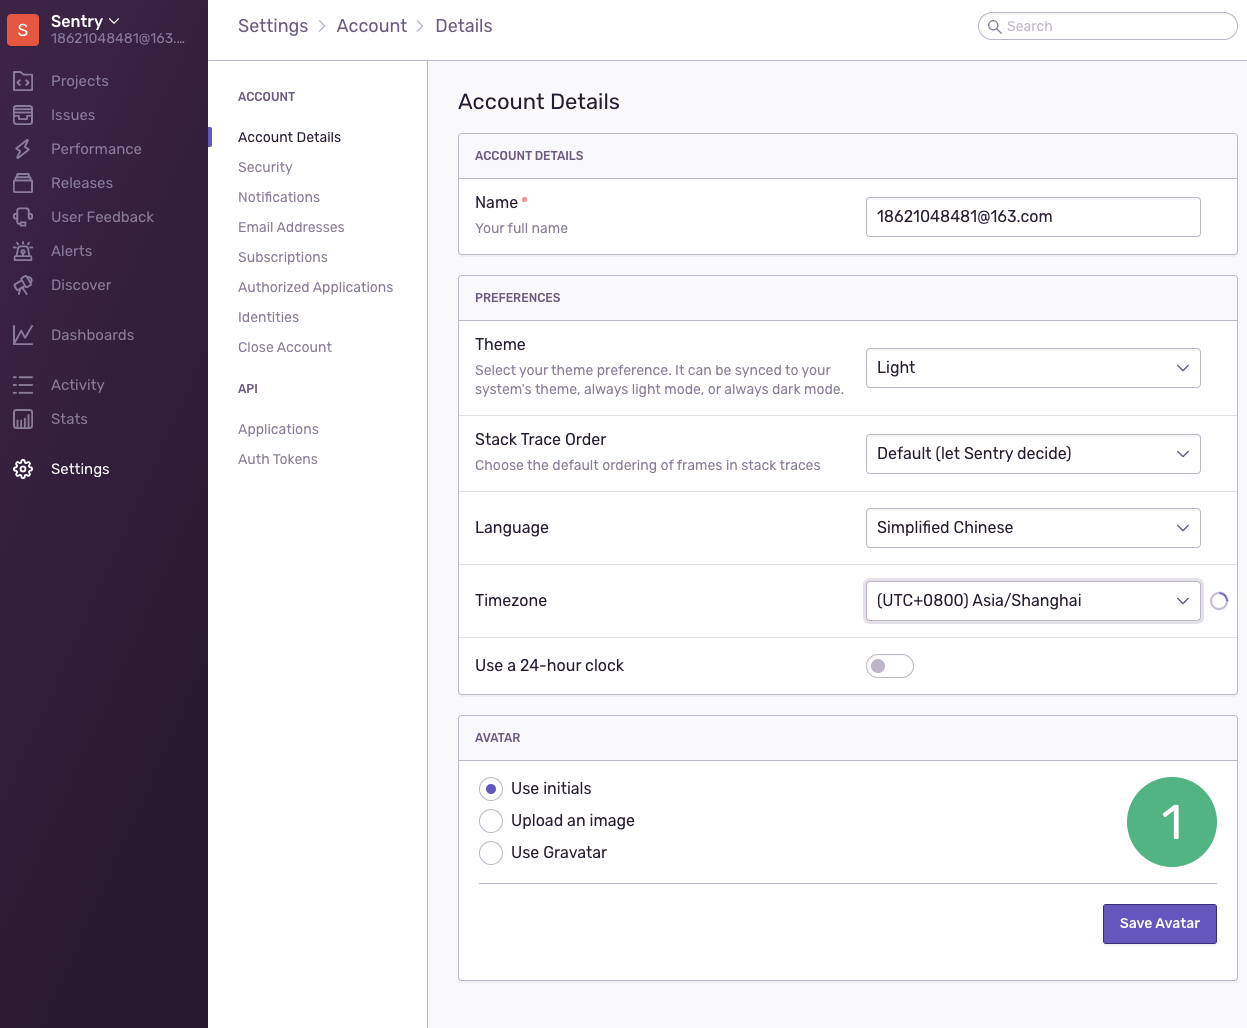 S
Sentry
18621048481@163....
Projects
Issues
Performance
Releases
User Feedback
Alerts
Discover
Dashboards
Activity
Stats
Settings
Settings > Account > Details
Search
ACCOUNT
Account Details
Security
Notifications
Email Addresses
Subscriptions
Authorized Applications
Identities
Close Account
API
Applications
Auth Tokens
Account Details
ACCOUNT DETAILS
Name
Your full name
18621048481@163.com
PREFERENCES
Theme
Select your theme preference. It can be synced to your
system's theme, always light mode, or always dark mode.
Light
Stack Trace Order
Choose the default ordering of frames in stack traces
Default (let Sentry decide)
Language
Simplified Chinese
Timezone
(UTC+0800) Asia/Shanghai
Use a 24-hour clock
AVATAR
Use initials
Upload an image
Use Gravatar
1
Save Avatar